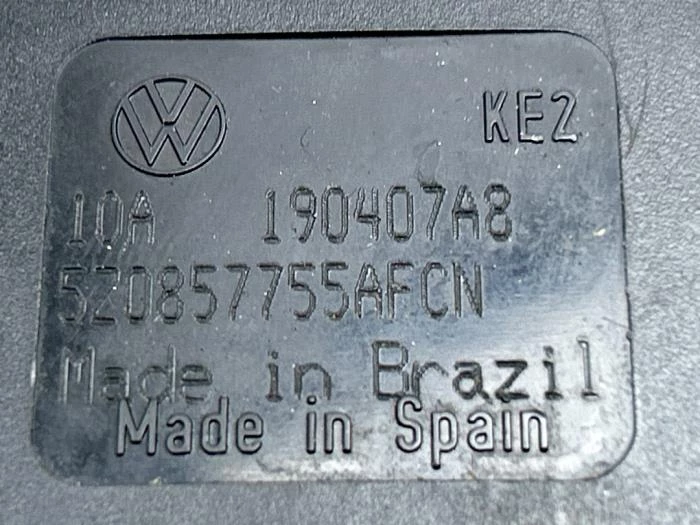 KE2
10A 190407A8
5Z0857755AFCN
Made in Brazil
Made in Spain